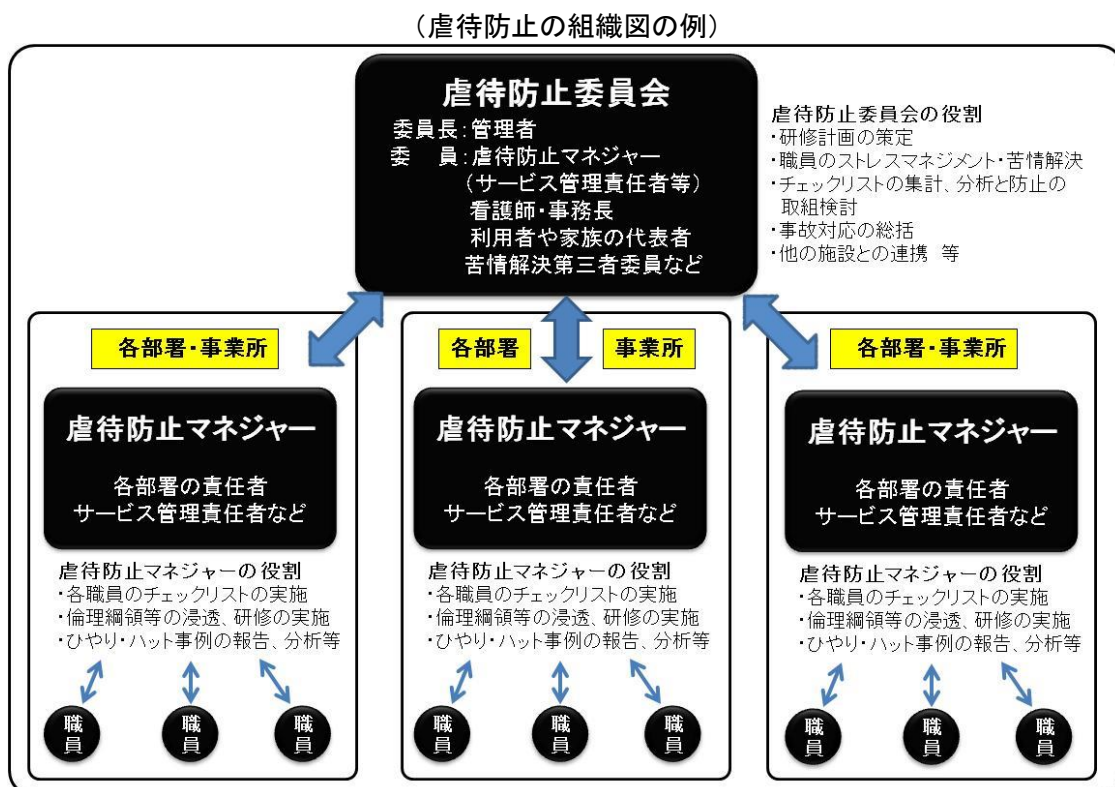 (虐待防止の組織図の例)
虐待防止委員会
委員長:管理者
委　員:虐待防止マネジャー
(サービス管理責任者等)
看護師・事務長
利用者や家族の代表者
苦情解決第三者委員など
虐待防止委員会の役割
・研修計画の策定
・職員のストレスマネジメント・苦情解決
・チェックリストの集計、分析と防止の
取組検討
・事故対応の総括
・他の施設との連携 等
各部署・事業所
虐待防止マネジャー
各部署の責任者
サービス管理責任者など
虐待防止マネジャーの役割
・各職員のチェックリストの実施
・倫理綱領等の浸透、研修の実施
・ひやり・ハット事例の報告、分析等
職員
職員
職員
各部署
事業所
虐待防止マネジャー
各部署の責任者
サービス管理責任者など
虐待防止マネジャーの役割
・各職員のチェックリストの実施
・倫理綱領等の浸透、研修の実施
・ひやり・ハット事例の報告、分析等
職員
職員
職員
各部署・事業所
虐待防止マネジャー
各部署の責任者
サービス管理責任者など
虐待防止マネジャーの役割
・各職員のチェックリストの実施
・倫理綱領等の浸透、研修の実施
・ひやり・ハット事例の報告、分析等
職員
職員
職員